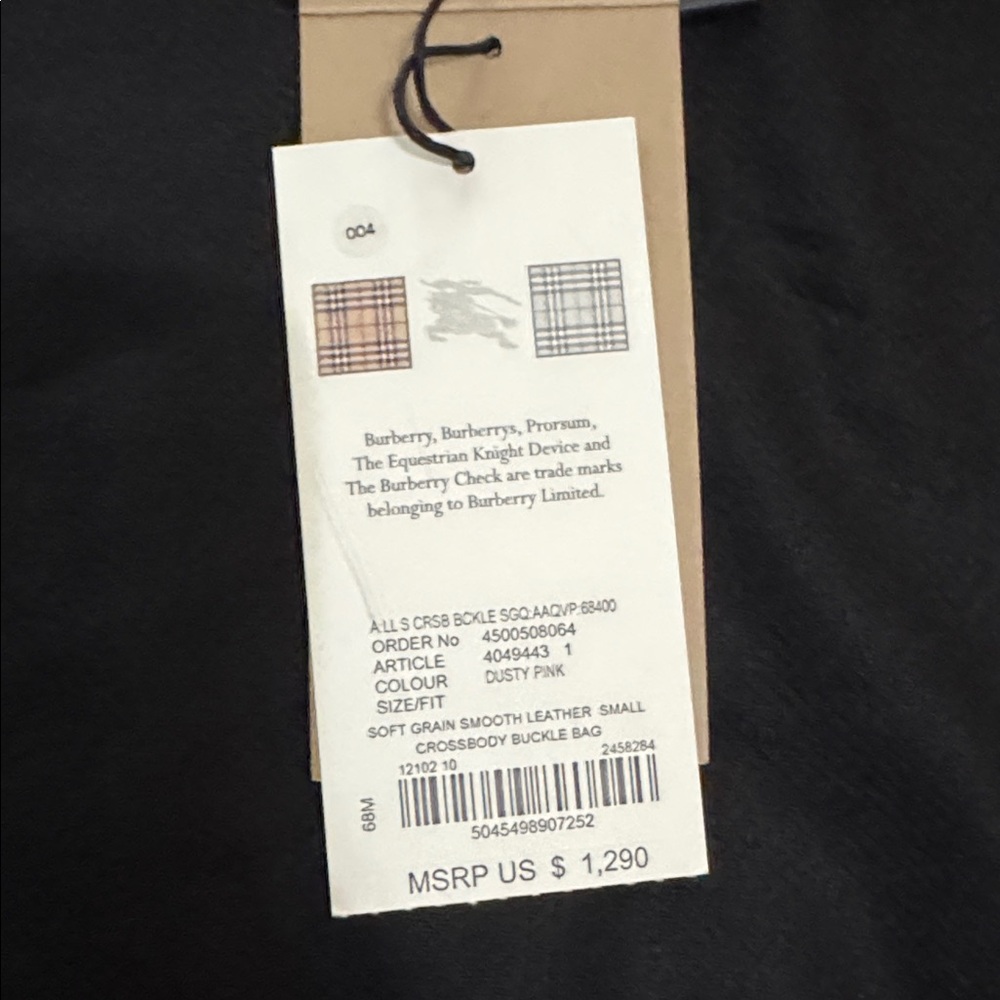 004
Burberry, Burberrys, Prorsum,
The Equestrian Knight Device and
The Burberry Check are trade marks
belonging to Burberry Limited.
A:LL S CRSB BCKLE SGQ:AAQVP:68400
ORDER No 4500508064
ARTICLE 4049443 1
COLOUR DUSTY PINK
SIZE/FIT
SOFT GRAIN SMOOTH LEATHER SMALL
CROSSBODY BUCKLE BAG
12102 10 2458284
68M
5045498907252
MSRP US $ 1,290